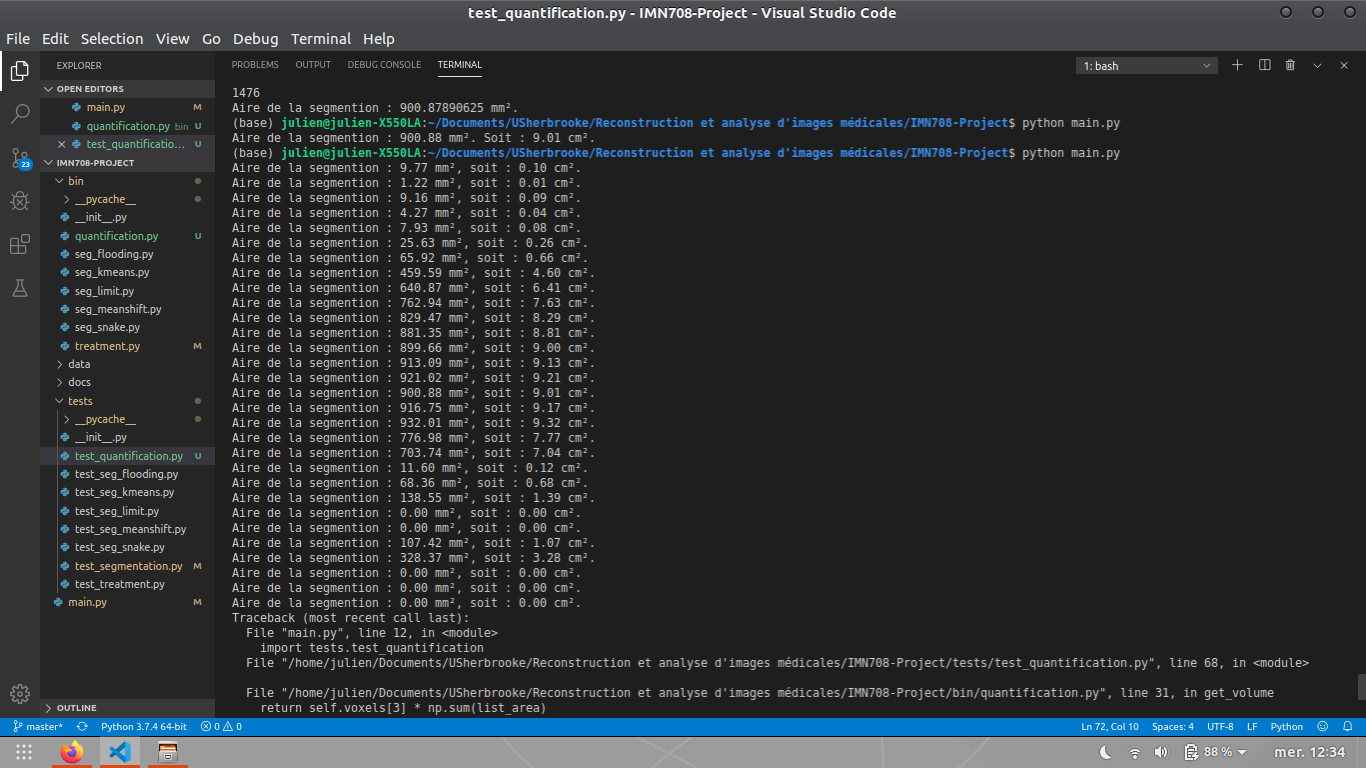 test_quantification.py - IMN708-Project - Visual Studio Code
File Edit Selection View Go Debug Terminal Help
EXPLORER
OPEN EDITORS
main.py M
quantification.py bin U
test_quantificatio... U
IMN708-PROJECT
bin
__pycache__
__init__.py
quantification.py U
seg_flooding.py
seg_kmeans.py
seg_limit.py
seg_meanshift.py
seg_snake.py
treatment.py M
data
docs
tests
__pycache__
__init__.py
test_quantification.py U
test_seg_flooding.py
test_seg_kmeans.py
test_seg_limit.py
test_seg_meanshift.py
test_seg_snake.py
test_segmentation.py M
test_treatment.py
main.py M
OUTLINE
23
PROBLEMS OUTPUT DEBUG CONSOLE TERMINAL 1: bash
1476
Aire de la segmention : 900.87890625 mm².
(base) julien@julien-X550LA:~/Documents/USherbrooke/Reconstruction et analyse d'images médicales/IMN708-Project$ python main.py
Aire de la segmention : 900.88 mm². Soit : 9.01 cm².
(base) julien@julien-X550LA:~/Documents/USherbrooke/Reconstruction et analyse d'images médicales/IMN708-Project$ python main.py
Aire de la segmention : 9.77 mm², soit : 0.10 cm².
Aire de la segmention : 1.22 mm², soit : 0.01 cm².
Aire de la segmention : 9.16 mm², soit : 0.09 cm².
Aire de la segmention : 4.27 mm², soit : 0.04 cm².
Aire de la segmention : 7.93 mm², soit : 0.08 cm².
Aire de la segmention : 25.63 mm², soit : 0.26 cm².
Aire de la segmention : 65.92 mm², soit : 0.66 cm².
Aire de la segmention : 459.59 mm², soit : 4.60 cm².
Aire de la segmention : 640.87 mm², soit : 6.41 cm².
Aire de la segmention : 762.94 mm², soit : 7.63 cm².
Aire de la segmention : 829.47 mm², soit : 8.29 cm².
Aire de la segmention : 881.35 mm², soit : 8.81 cm².
Aire de la segmention : 899.66 mm², soit : 9.00 cm².
Aire de la segmention : 913.09 mm², soit : 9.13 cm².
Aire de la segmention : 921.02 mm², soit : 9.21 cm².
Aire de la segmention : 900.88 mm², soit : 9.01 cm².
Aire de la segmention : 916.75 mm², soit : 9.17 cm².
Aire de la segmention : 932.01 mm², soit : 9.32 cm².
Aire de la segmention : 776.98 mm², soit : 7.77 cm².
Aire de la segmention : 703.74 mm², soit : 7.04 cm².
Aire de la segmention : 11.60 mm², soit : 0.12 cm².
Aire de la segmention : 68.36 mm², soit : 0.68 cm².
Aire de la segmention : 138.55 mm², soit : 1.39 cm².
Aire de la segmention : 0.00 mm², soit : 0.00 cm².
Aire de la segmention : 0.00 mm², soit : 0.00 cm².
Aire de la segmention : 107.42 mm², soit : 1.07 cm².
Aire de la segmention : 328.37 mm², soit : 3.28 cm².
Aire de la segmention : 0.00 mm², soit : 0.00 cm².
Aire de la segmention : 0.00 mm², soit : 0.00 cm².
Aire de la segmention : 0.00 mm², soit : 0.00 cm².
Traceback (most recent call last):
File "main.py", line 12, in <module>
import tests.test_quantification
File "/home/julien/Documents/USherbrooke/Reconstruction et analyse d'images médicales/IMN708-Project/tests/test_quantification.py", line 68, in <module>
File "/home/julien/Documents/USherbrooke/Reconstruction et analyse d'images médicales/IMN708-Project/bin/quantification.py", line 31, in get_volume
return self.voxels[3] * np.sum(list_area)
master* Python 3.7.4 64-bit 0 0 Ln 72, Col 10 Spaces: 4 UTF-8 LF Python
88 % mer. 12:34